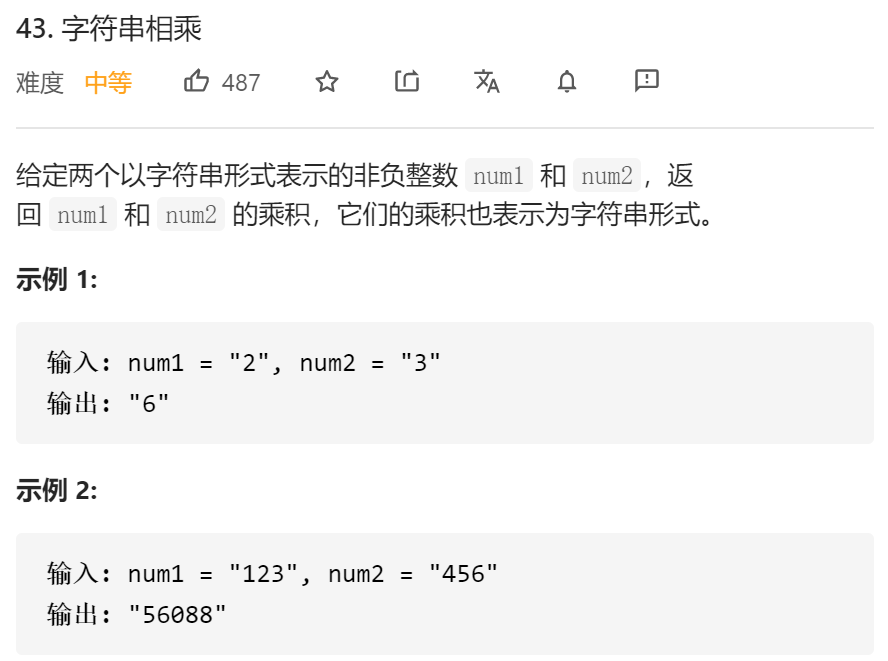 43. 字符串相乘
难度 中等 487
给定两个以字符串形式表示的非负整数 num1 和 num2，返
回 num1 和 num2 的乘积，它们的乘积也表示为字符串形式。
示例 1:
输入: num1 = "2", num2 = "3"
输出: "6"
示例 2:
输入: num1 = "123", num2 = "456"
输出: "56088"